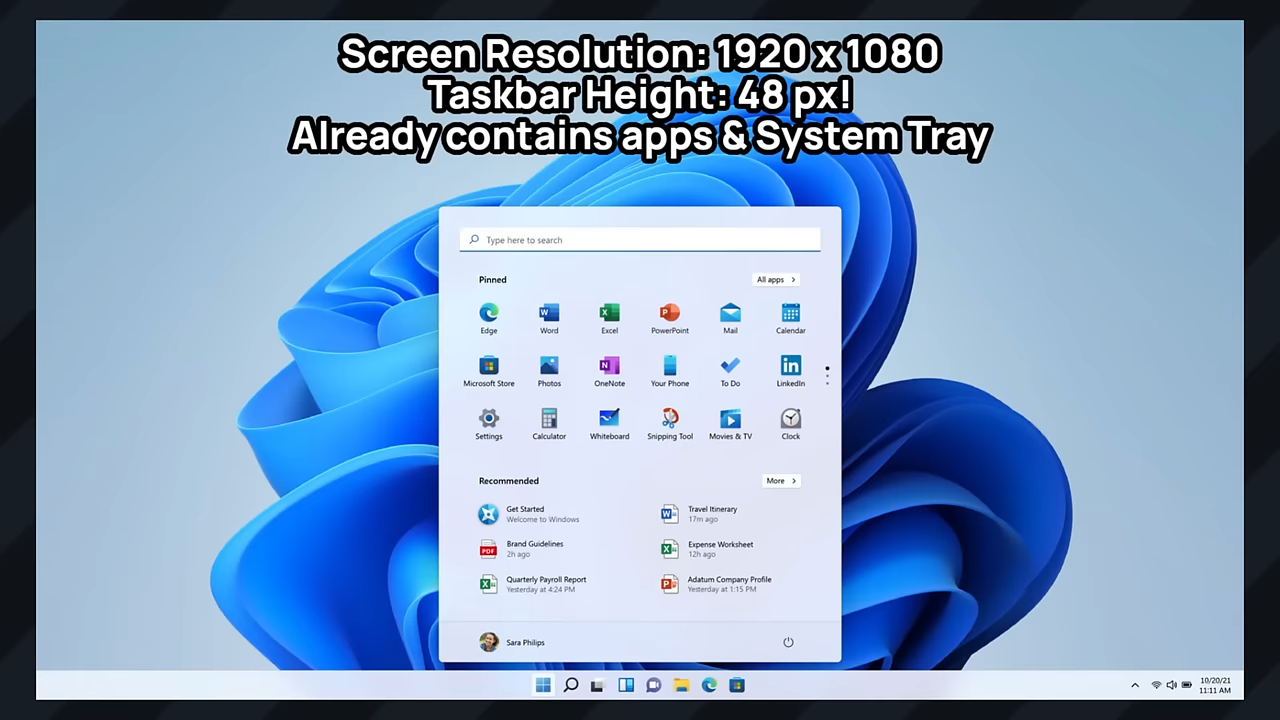 Screen Resolution: 1920 x 1080
Taskbar Height: 48 px!
Already contains apps & System Tray
Type here to search
Pinned
All apps >
Edge
Word
Excel
PowerPoint
Mail
Calendar
Microsoft Store
Photos
OneNote
Your Phone
To Do
LinkedIn
Settings
Calculator
Whiteboard
Snipping Tool
Movies & TV
Clock
Recommended
More >
Get Started
Welcome to Windows
Travel Itinerary
17m ago
Brand Guidelines
2h ago
Expense Worksheet
12h ago
Quarterly Payroll Report
Yesterday at 4:24 PM
Adatum Company Profile
Yesterday at 1:15 PM
Sara Philips
10/20/21
11:11 AM